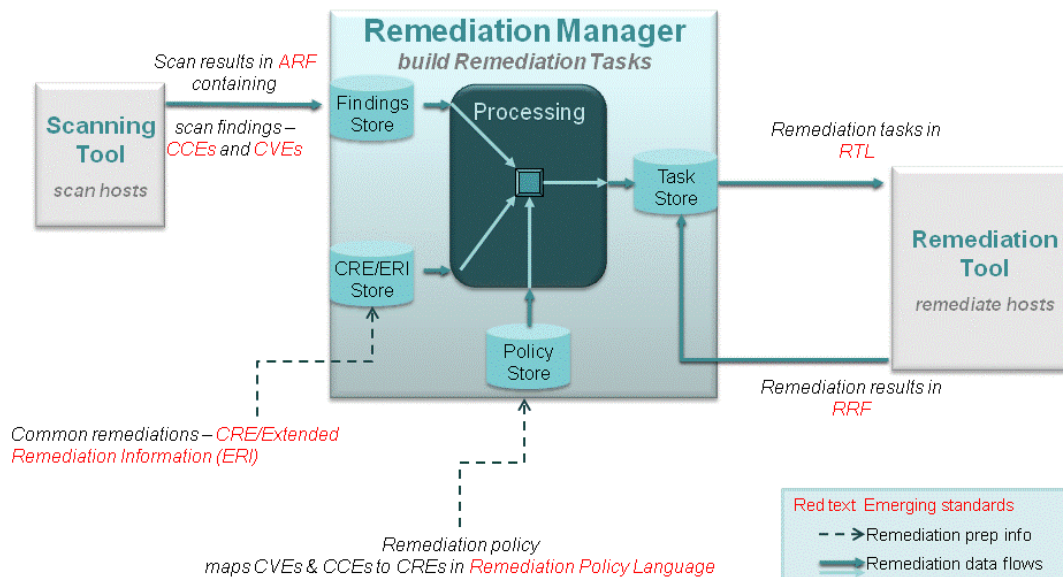 Remediation Manager
build Remediation Tasks
Scan results in ARF
containing
scan findings –
CCEs and CVEs
Scanning
Tool
scan hosts
Findings
Store
Processing
Task
Store
Remediation tasks in
RTL
Remediation
Tool
remediate hosts
CRE/ERI
Store
Policy
Store
Remediation results in
RRF
Common remediations – CRE/Extended
Remediation Information (ERI)
Remediation policy
maps CVEs & CCEs to CREs in Remediation Policy Language
Red text Emerging standards
Remediation prep info
Remediation data flows